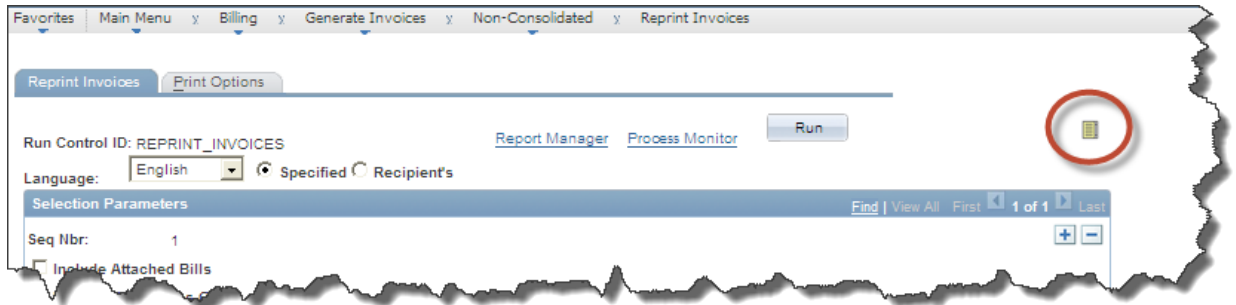 Favorites Main Menu Billing Generate Invoices Non-Consolidated Reprint Invoices
Reprint Invoices Print Options
Run Control ID: REPRINT_INVOICES Report Manager Process Monitor Run
Language: English Specified Recipient's
Selection Parameters Find | View All First 1 of 1 Last
Seq Nbr: 1
Include Attached Bills